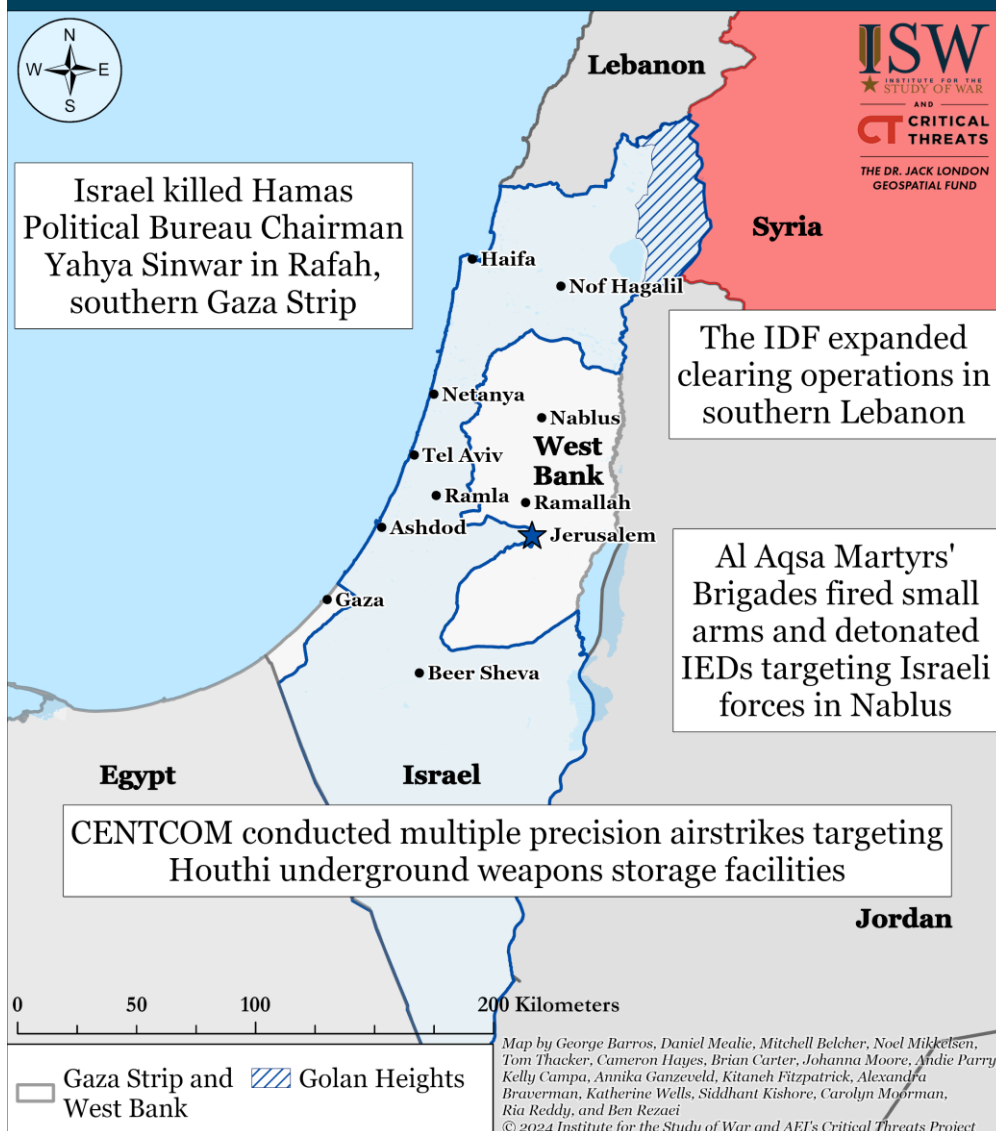 N
W
E
S
Lebanon
ISW
INSTITUTE FOR THE
STUDY OF WAR
AND
CT CRITICAL
THREATS
THE DR. JACK LONDON
GEOSPATIAL FUND
Israel killed Hamas
Political Bureau Chairman
Yahya Sinwar in Rafah,
southern Gaza Strip
Syria
Haifa
Nof Hagalil
The IDF expanded
clearing operations in
southern Lebanon
Netanya
Nablus
West
Bank
Tel Aviv
Ramla
Ramallah
Ashdod
Jerusalem
Al Aqsa Martyrs'
Brigades fired small
arms and detonated
IEDs targeting Israeli
forces in Nablus
Gaza
Beer Sheva
Egypt
Israel
CENTCOM conducted multiple precision airstrikes targeting
Houthi underground weapons storage facilities
Jordan
0 50 100 200 Kilometers
Gaza Strip and
West Bank
Golan Heights
Map by George Barros, Daniel Mealie, Mitchell Belcher, Noel Mikkelsen,
Tom Thacker, Cameron Hayes, Brian Carter, Johanna Moore, Andie Parry
Kelly Campa, Annika Ganzeveld, Kitaneh Fitzpatrick, Alexandra
Braverman, Katherine Wells, Siddhant Kishore, Carolyn Moorman,
Ria Reddy, and Ben Rezaei
© 2024 Institute for the Study of War and AEI's Critical Threats Project